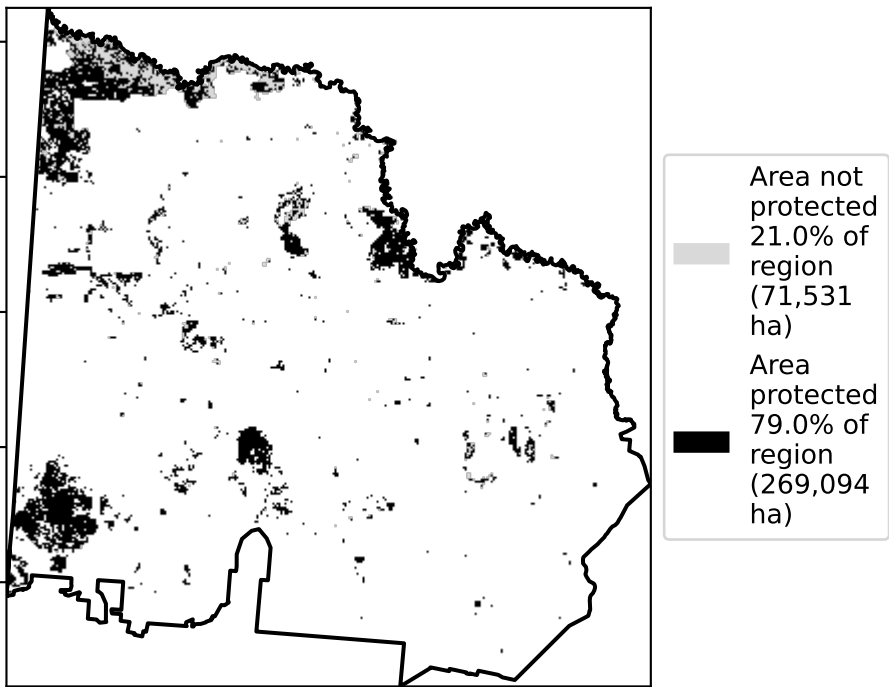 Area not
protected
21.0% of
region
(71,531
ha)
Area
protected
79.0% of
region
(269,094
ha)